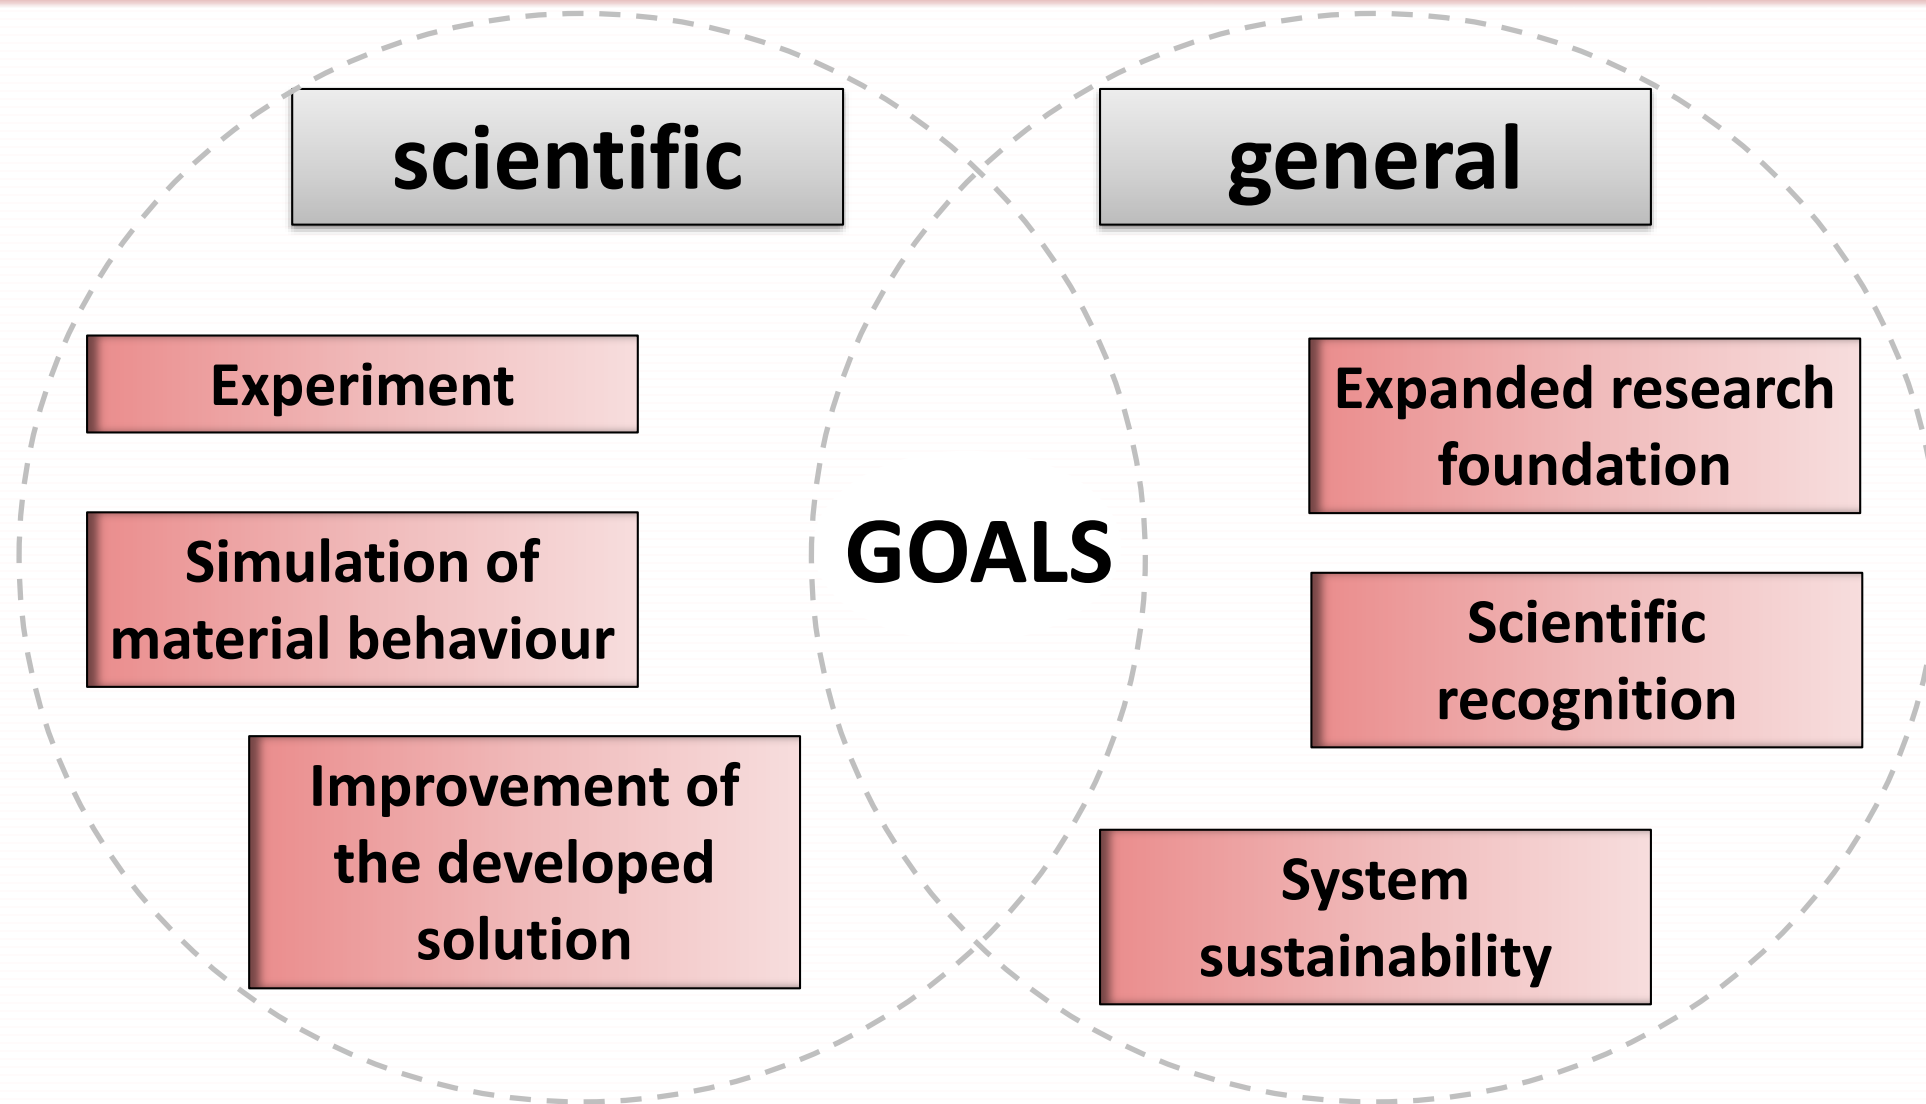 scientific
general
Experiment
Simulation of
material behaviour
Improvement of
the developed
solution
GOALS
Expanded research
foundation
Scientific
recognition
System
sustainability